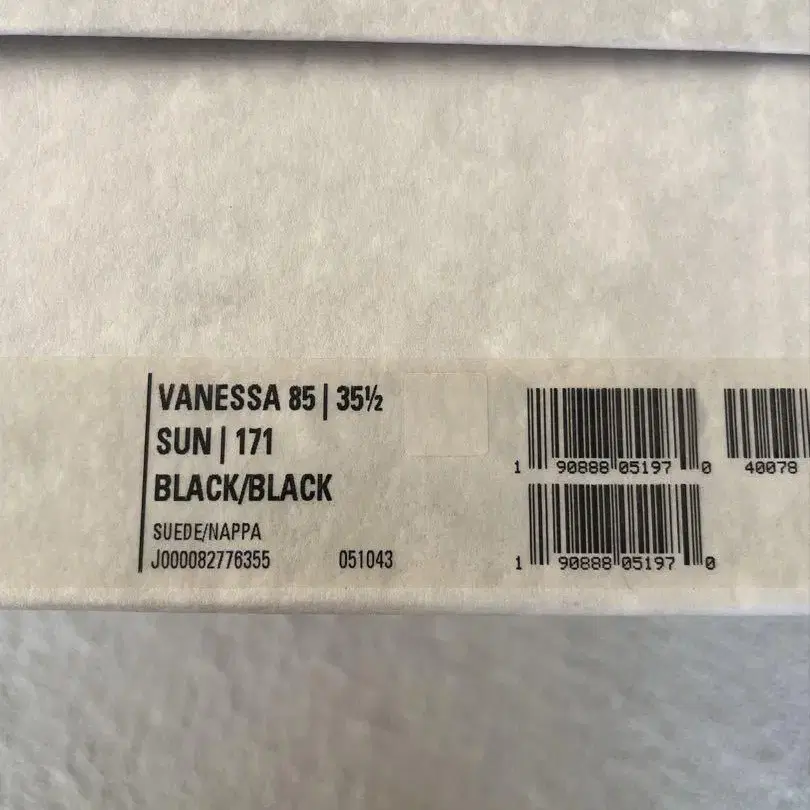 VANESSA 85 | 35½
SUN | 171
BLACK/BLACK
SUEDE/NAPPA
J000082776355 051043
1 90888 05197 0
40078
1 90888 05197 0